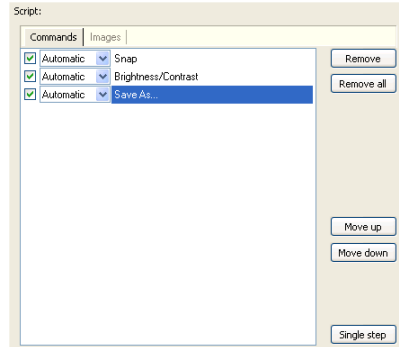 Script:
Commands Images
Automatic Snap Remove
Automatic Brightness/Contrast Remove all
Automatic Save As...
Move up
Move down
Single step